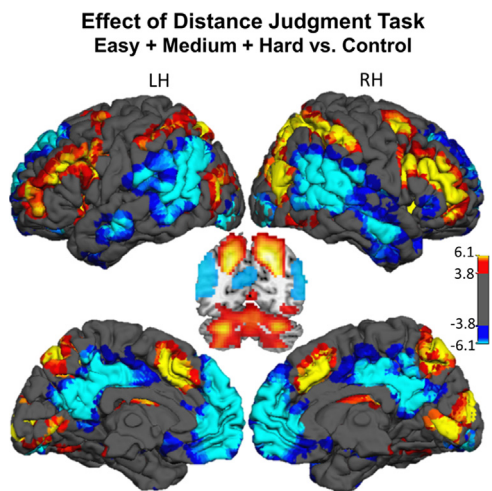 Effect of Distance Judgment Task
Easy + Medium + Hard vs. Control
LH
RH
6.1
3.8
-3.8
-6.1